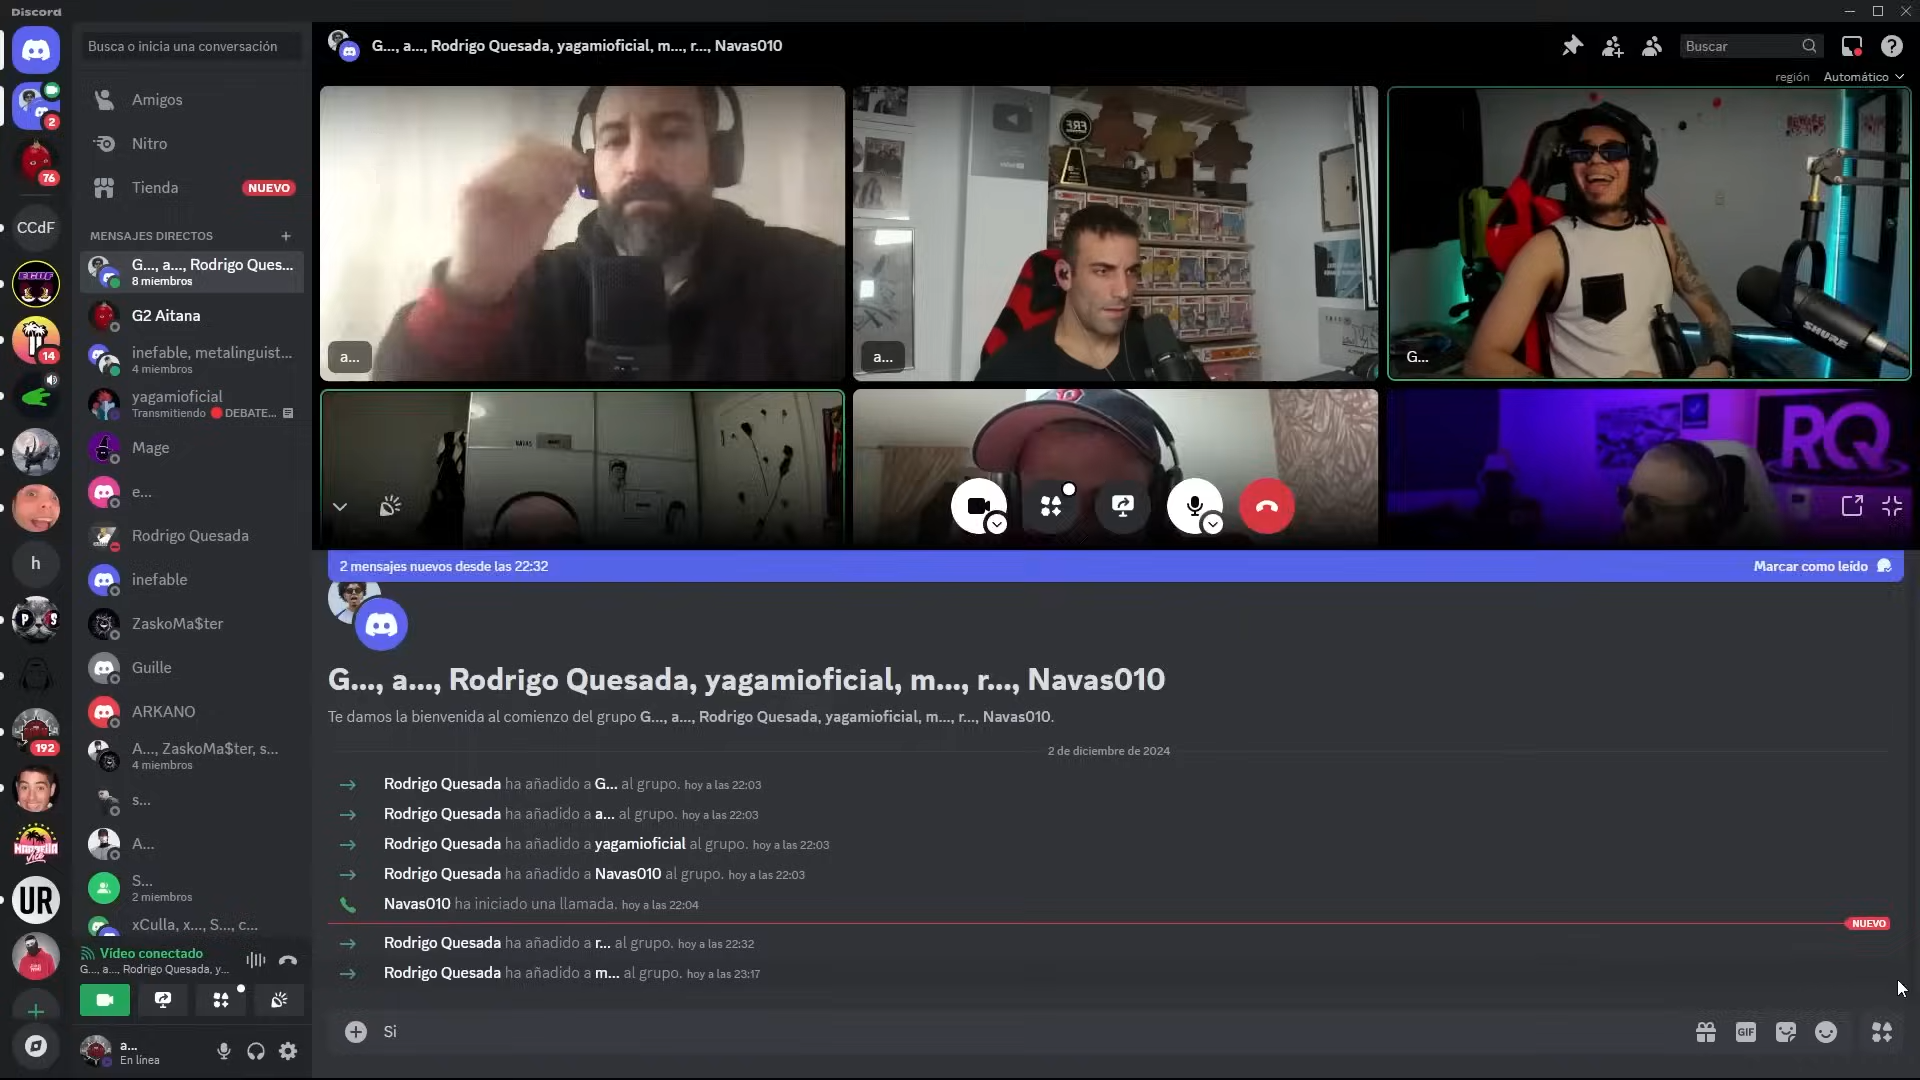 Discord
Busca o inicia una conversación
Amigos
Nitro
Tienda
NUEVO
MENSAJES DIRECTOS
G..., a..., Rodrigo Ques...
8 miembros
G2 Aitana
inefable, metalinguist...
4 miembros
yagamioficial
Transmitiendo 🔴 DEBATE...
Mage
e...
Rodrigo Quesada
inefable
ZaskoMa$ter
Guille
ARKANO
A..., ZaskoMa$ter, s...
4 miembros
s...
A...
S...
2 miembros
xCulla, x..., S..., c...
Vídeo conectado
G..., a..., Rodrigo Quesada, y...
a...
En línea
2
76
CCdF
14
h
P S
192
UR
G..., a..., Rodrigo Quesada, yagamioficial, m..., r..., Navas010
Buscar
región
Automático
a...
a...
G...
SHURE
NAVAS
RQ
2 mensajes nuevos desde las 22:32
Marcar como leído
G..., a..., Rodrigo Quesada, yagamioficial, m..., r..., Navas010
Te damos la bienvenida al comienzo del grupo G..., a..., Rodrigo Quesada, yagamioficial, m..., r..., Navas010.
2 de diciembre de 2024
Rodrigo Quesada ha añadido a G... al grupo. hoy a las 22:03
Rodrigo Quesada ha añadido a a... al grupo. hoy a las 22:03
Rodrigo Quesada ha añadido a yagamioficial al grupo. hoy a las 22:03
Rodrigo Quesada ha añadido a Navas010 al grupo. hoy a las 22:03
Navas010 ha iniciado una llamada. hoy a las 22:04
NUEVO
Rodrigo Quesada ha añadido a r... al grupo. hoy a las 22:32
Rodrigo Quesada ha añadido a m... al grupo. hoy a las 23:17
Si
GIF